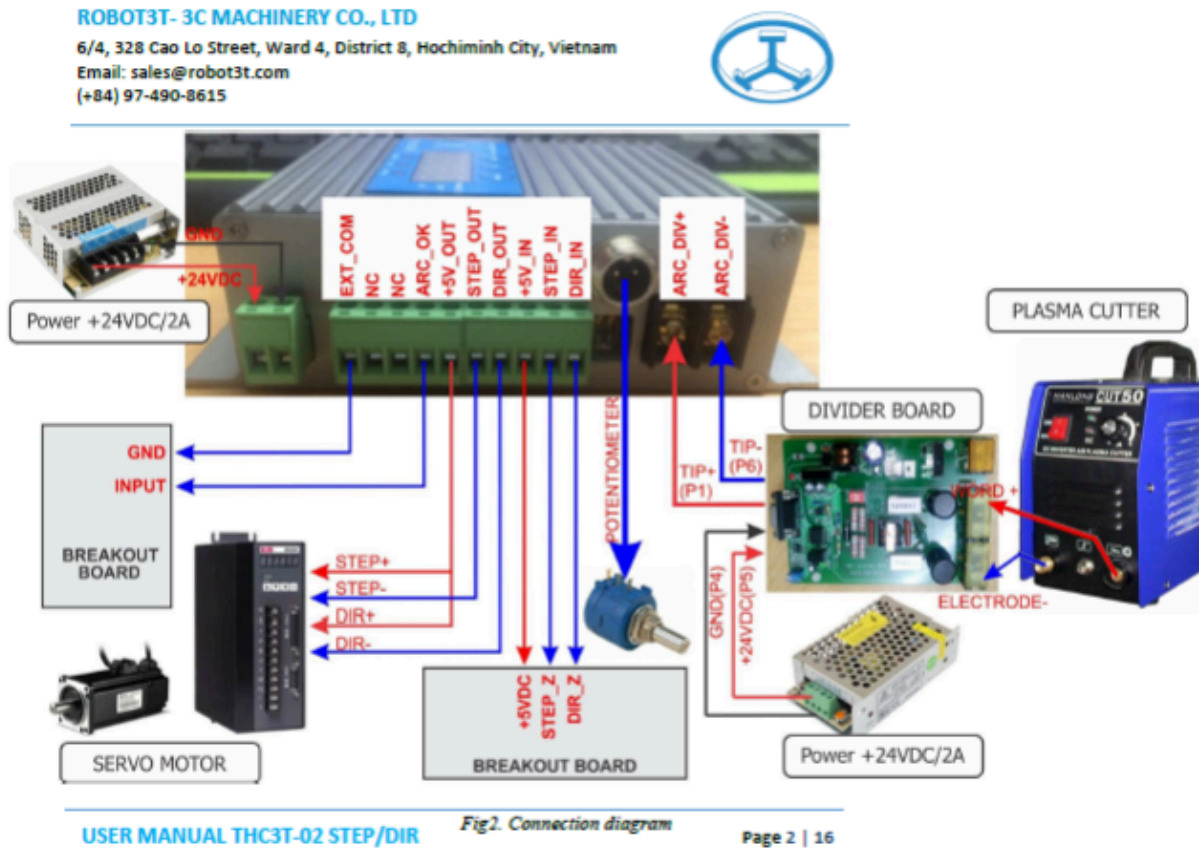 ROBOT3T- 3C MACHINERY CO., LTD
6/4, 328 Cao Lo Street, Ward 4, District 8, Hochiminh City, Vietnam
Email: sales@robot3t.com
(+84) 97-490-8615
GND
+24VDC
Power +24VDC/2A
EXT_COM
NC
NC
ARC_OK
+5V_OUT
STEP_OUT
DIR_OUT
+5V_IN
STEP_IN
DIR_IN
ARC_DIV+
ARC_DIV-
PLASMA CUTTER
HANLONG CUT50
DIVIDER BOARD
TIP-
(P6)
TIP+
(P1)
WORD +
ELECTRODE-
GND(P4)
+24VDC(P5)
POTENTIOMETER
GND
INPUT
BREAKOUT
BOARD
STEP+
STEP-
DIR+
DIR-
SERVO MOTOR
+5VDC
STEP_Z
DIR_Z
BREAKOUT BOARD
Power +24VDC/2A
Fig2. Connection diagram
USER MANUAL THC3T-02 STEP/DIR
Page 2 | 16